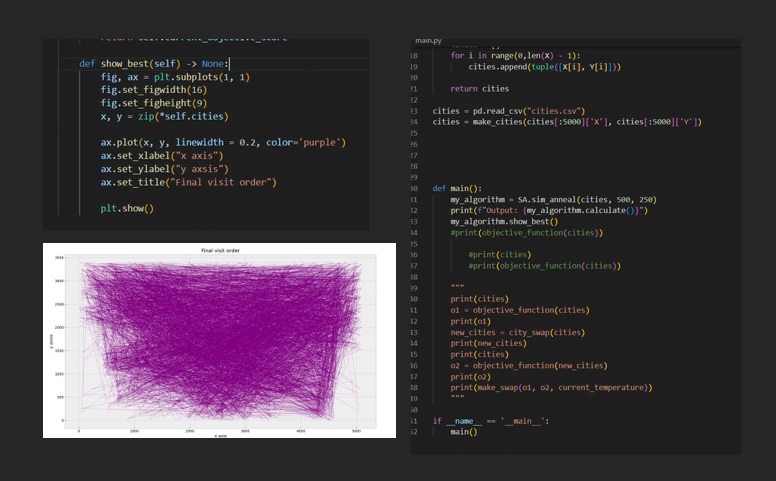 def show_best(self) -> None:
fig, ax = plt.subplots(1, 1)
fig.set_figwidth(16)
fig.set_figheight(9)
x, y = zip(*self.cities)
ax.plot(x, y, linewidth = 0.2, color='purple')
ax.set_xlabel("x axis")
ax.set_ylabel("y axsis")
ax.set_title("Final visit order")
plt.show()
Final visit order
y axsis
3500
3000
2500
2000
1500
1000
500
0
0
1000
2000
3000
4000
5000
x axis
main.py
18 for i in range(0,len(X) - 1):
19 cities.append(tuple([X[i], Y[i]]))
20
21 return cities
22
23 cities = pd.read_csv("cities.csv")
24 cities = make_cities(cities[:5000]['X'], cities[:5000]['Y'])
25
26
27
28
29
30 def main():
31 my_algorithm = SA.sim_anneal(cities, 500, 250)
32 print(f"Output: {my_algorithm.calculate()}")
33 my_algorithm.show_best()
34 #print(objective_function(cities))
35
36 #print(cities)
37 #print(objective_function(cities))
38
39 """
40 print(cities)
41 o1 = objective_function(cities)
42 print(o1)
43 new_cities = city_swap(cities)
44 print(new_cities)
45 print(cities)
46 o2 = objective_function(new_cities)
47 print(o2)
48 print(make_swap(o1, o2, current_temperature))
49 """
50
51 if __name__ == '__main__':
52 main()